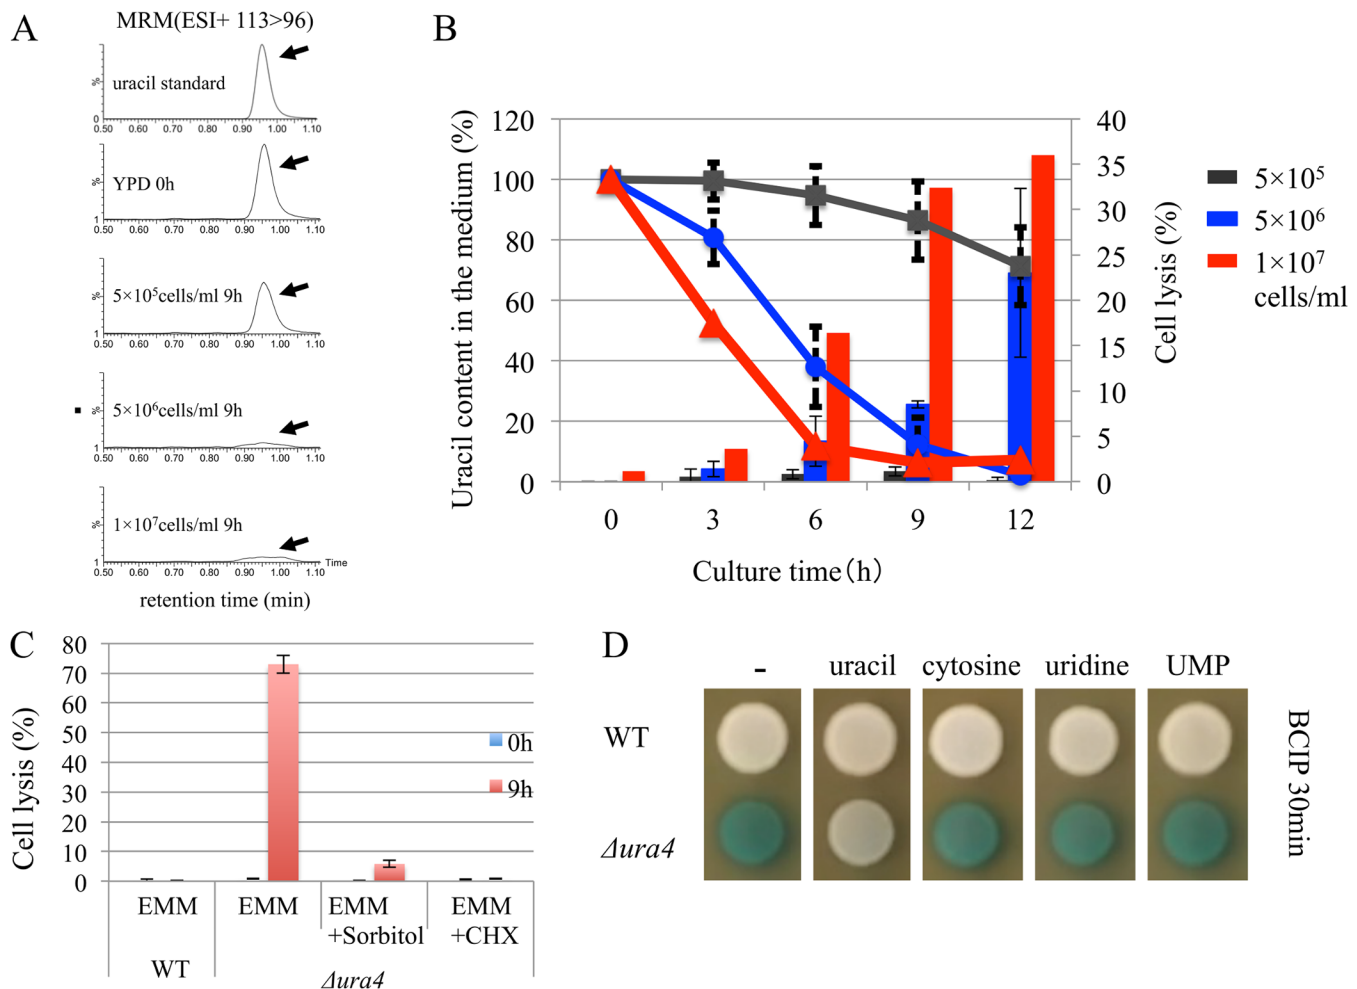 A
MRM(ESI+ 113>96)
uracil standard
%
0
0.50 0.60 0.70 0.80 0.90 1.00 1.10
YPD 0h
%
1
0.50 0.60 0.70 0.80 0.90 1.00 1.10
5×10⁵cells/ml 9h
%
1
0.50 0.60 0.70 0.80 0.90 1.00 1.10
5×10⁶cells/ml 9h
%
1
0.50 0.60 0.70 0.80 0.90 1.00 1.10
1×10⁷cells/ml 9h
%
1
Time
0.50 0.60 0.70 0.80 0.90 1.00 1.10
retention time (min)
B
Uracil content in the medium (%)
120
100
80
60
40
20
0
0 3 6 9 12
Culture time(h)
40
35
30
25
20
15
10
5
0
Cell lysis (%)
5×10⁵
5×10⁶
1×10⁷
cells/ml
C
Cell lysis (%)
80
70
60
50
40
30
20
10
0
0h
9h
EMM EMM EMM EMM
+Sorbitol +CHX
WT Δura4
D
- uracil cytosine uridine UMP
WT
Δura4
BCIP 30min